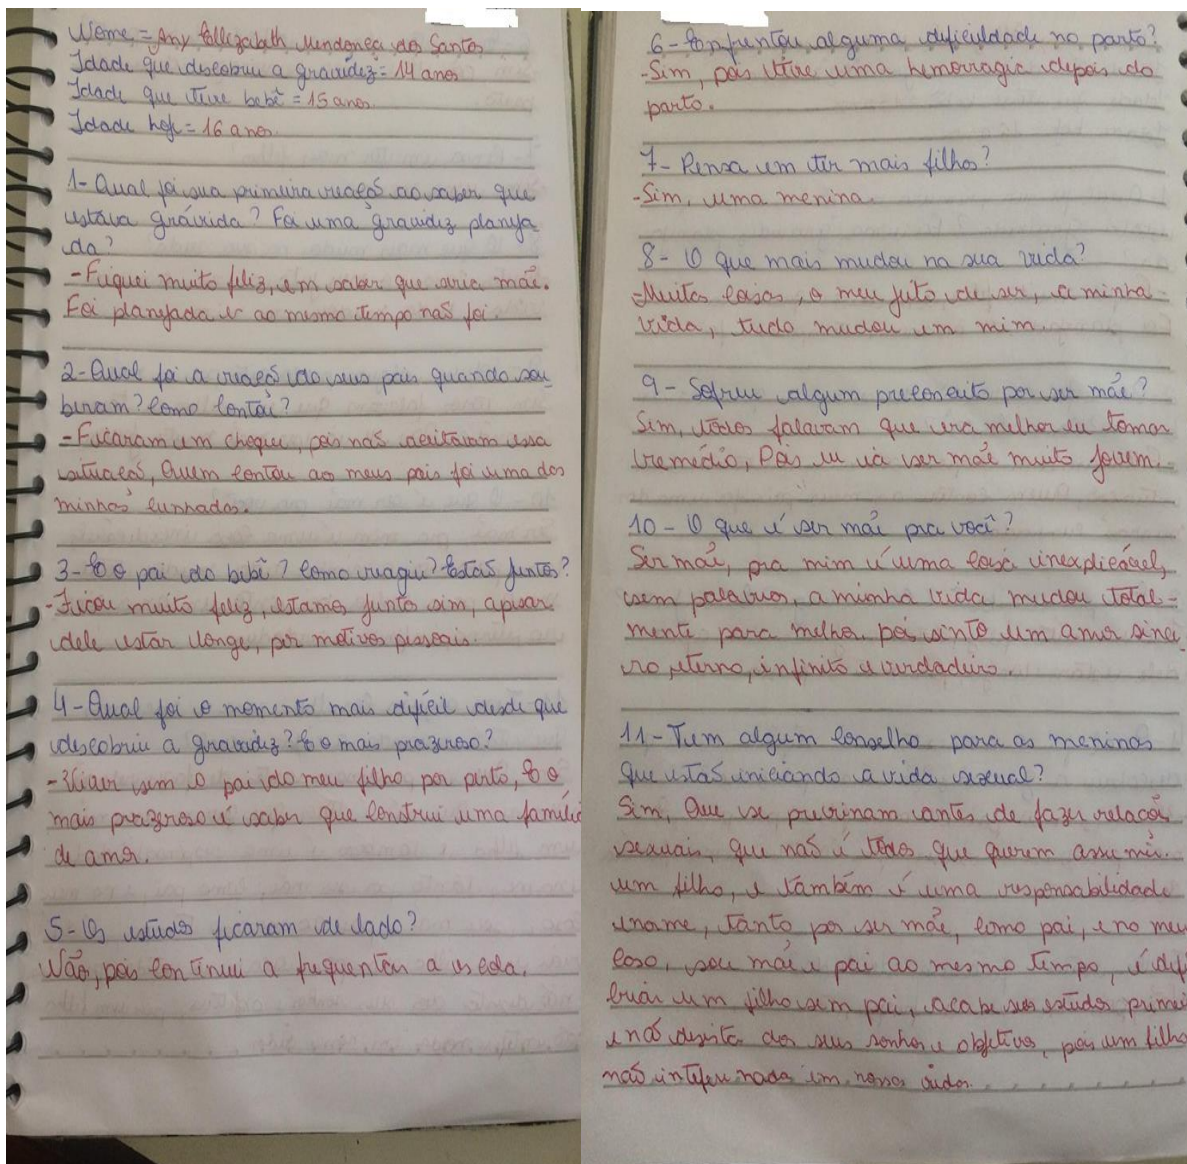 Nome = Any Ellizabeth Mendonça dos Santos
Idade que descobriu a gravidez = 14 anos
Idade que tive bebê = 15 anos
Idade hoje = 16 anos.
1- Qual foi sua primeira reação ao saber que
estava grávida? Foi uma gravidez planeja-
da?
- Fiquei muito feliz, em saber que seria mãe.
Foi planejada e ao mesmo tempo não foi.
2- Qual foi a reação do seus pais quando sou-
beram? Como contou?
- Ficaram um choque, pois não aceitavam essa
situação, Quem contou ao meus pais foi uma das
minhas cunhadas.
3- E o pai do bebê? Como reagiu? Estão juntos?
- Ficou muito feliz, estamos junto sim, apesar
dele estar longe, por motivos pessoais.
4- Qual foi o momento mais difícil desde que
descobriu a gravidez? E o mais prazeroso?
- Viver sem o pai do meu filho por perto, E o
mais prazeroso é saber que construi uma família
de amor.
5- Os estudos ficaram de lado?
Não, pois continuei a frequentar a escola.
6- Enfrentou alguma dificuldade no parto?
- Sim, pois tive uma hemorragia depois do
parto.
7- Pensa em ter mais filhos?
- Sim, uma menina.
8- O que mais mudou na sua vida?
- Muitas coisas, o meu jeito de ser, a minha
vida, tudo mudou em mim.
9- Sofreu algum preconceito por ser mãe?
Sim, todos falavam que era melhor eu tomar
remédio, Pois eu ia ser mãe muito jovem.
10- O que é ser mãe pra você?
Ser mãe, pra mim é uma coisa inexplicável,
sem palavras, a minha vida mudou total-
mente para melhor, pois sinto um amor since
ro, eterno, infinito e verdadeiro.
11- Tem algum conselho para as meninas
que estão iniciando a vida sexual?
Sim, Que se previnam antes de fazer relações
sexuais, que não é todos que querem assumir
um filho, e também é uma responsabilidade
enorme, tanto por ser mãe, como pai, e no meu
caso, sou mãe e pai ao mesmo tempo, é difí
criar um filho sem pai, acabe seus estudos primei
e não desista dos seus sonhos e objetivos, pois um filho
não interfere nada em nossas vidas.